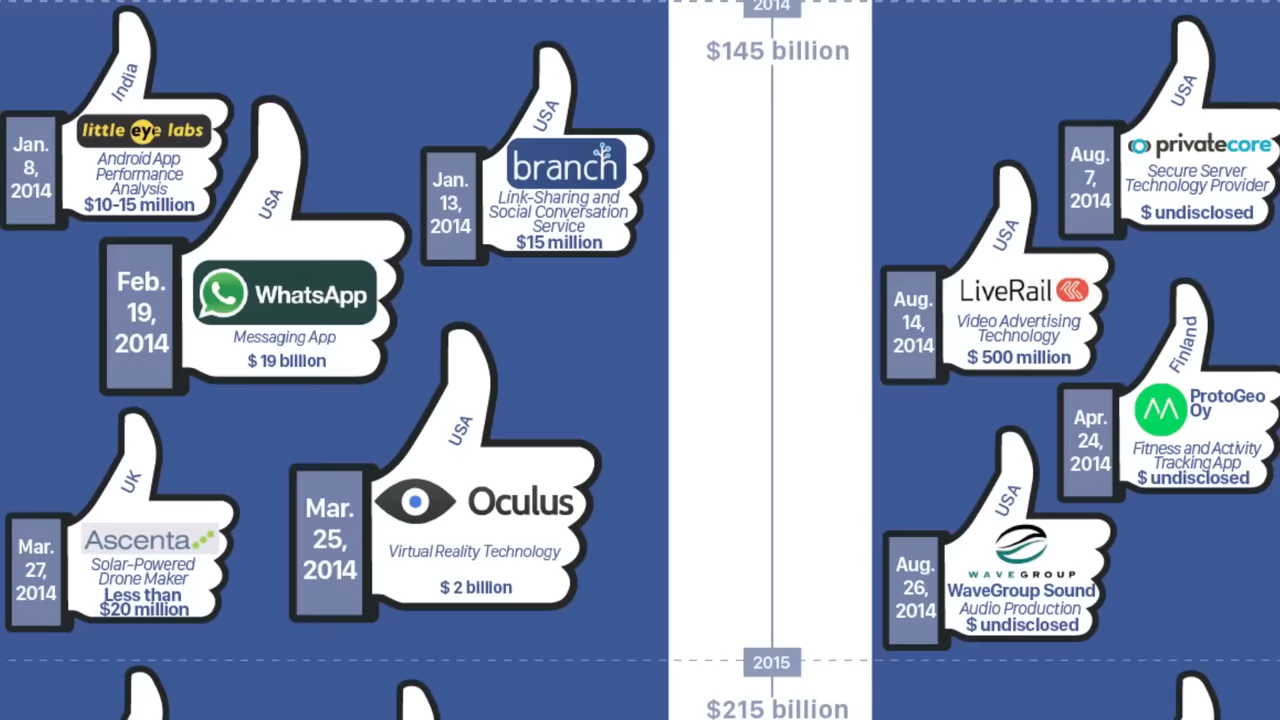 2014
$145 billion
India
Jan.
8,
2014
little eye labs
Android App
Performance
Analysis
$10-15 million
USA
Jan.
13,
2014
branch
Link-Sharing and
Social Conversation
Service
$15 million
USA
Feb.
19,
2014
WhatsApp
Messaging App
$ 19 billion
USA
Mar.
25,
2014
Oculus
Virtual Reality Technology
$ 2 billion
UK
Mar.
27,
2014
Ascenta
Solar-Powered
Drone Maker
Less than
$20 million
USA
Aug.
7,
2014
privatecore
Secure Server
Technology Provider
$ undisclosed
USA
Aug.
14,
2014
LiveRail
Video Advertising
Technology
$ 500 million
Finland
Apr.
24,
2014
ProtoGeo
Oy
Fitness and Activity
Tracking App
$ undisclosed
USA
Aug.
26,
2014
WAVEGROUP
WaveGroup Sound
Audio Production
$ undisclosed
2015
$215 billion